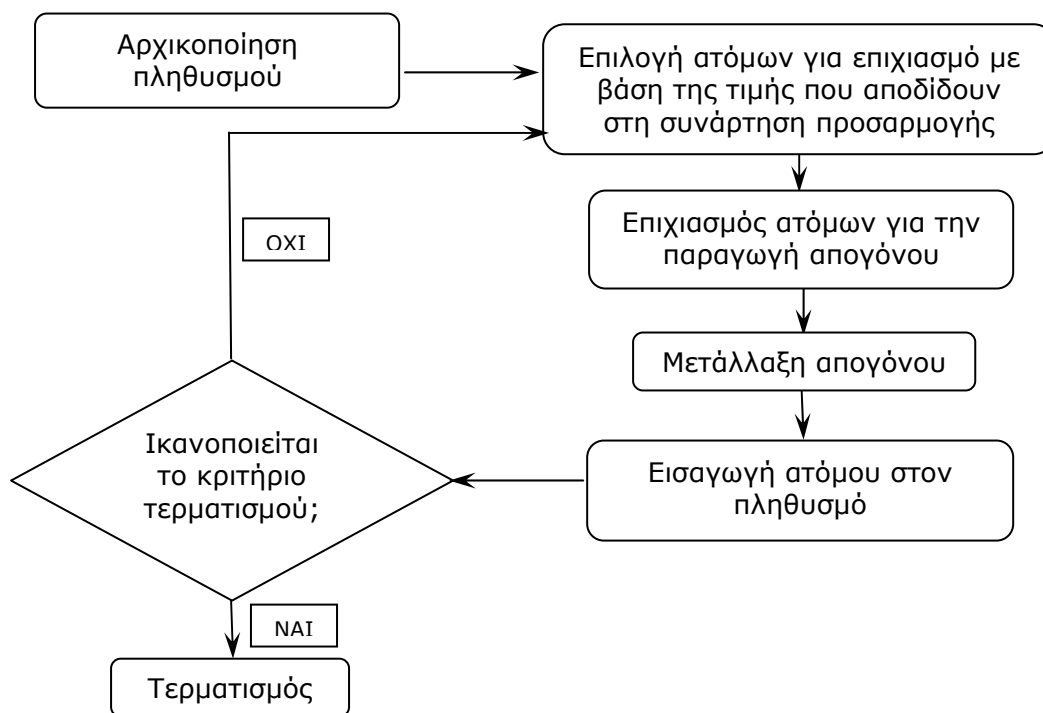 Αρχικοποίηση
πληθυσμού
Επιλογή ατόμων για επιχιασμό με
βάση της τιμής που αποδίδουν
στη συνάρτηση προσαρμογής
Επιχιασμός ατόμων για την
παραγωγή απογόνου
Μετάλλαξη απογόνου
Εισαγωγή ατόμου στον
πληθυσμό
Ικανοποιείται
το κριτήριο
τερματισμού;
ΟΧΙ
ΝΑΙ
Τερματισμός